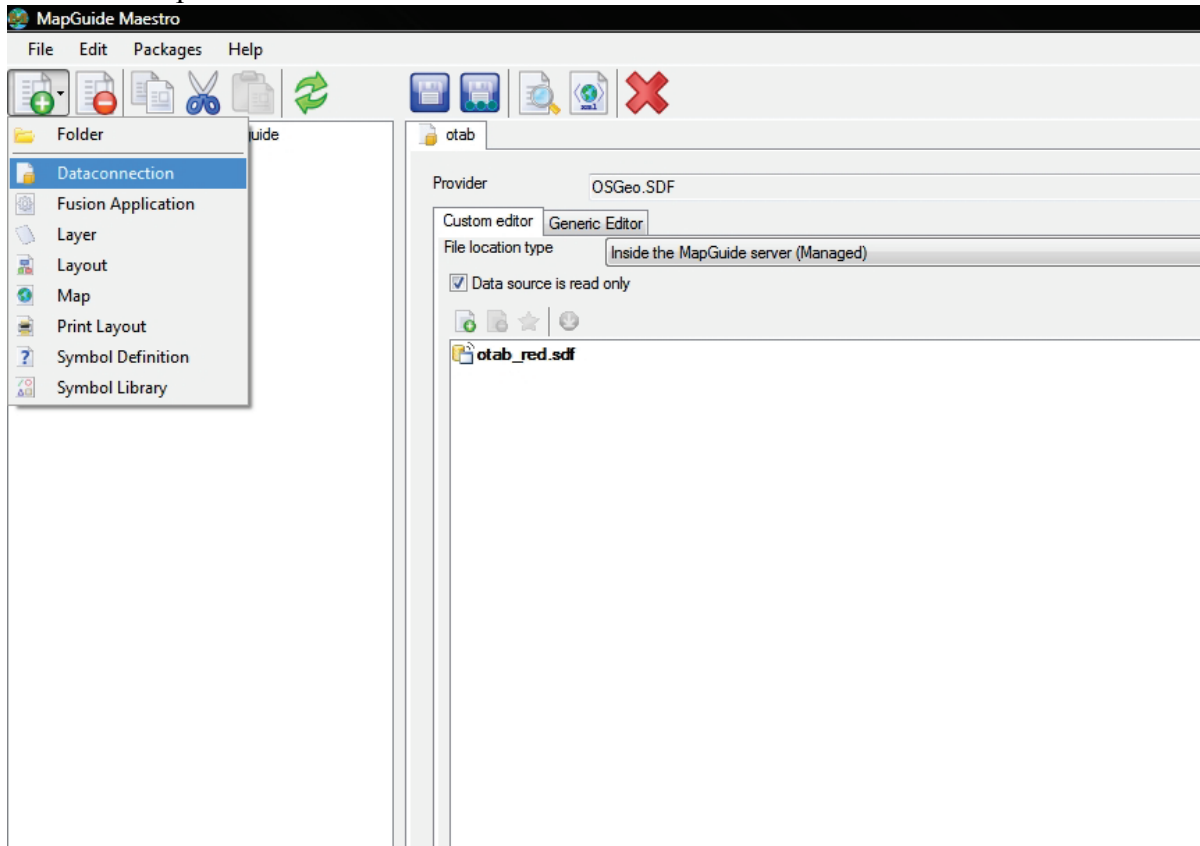 MapGuide Maestro
File Edit Packages Help
Folder
Dataconnection
Fusion Application
Layer
Layout
Map
Print Layout
Symbol Definition
Symbol Library
otab
Provider OSGeo.SDF
Custom editor Generic Editor
File location type Inside the MapGuide server (Managed)
Data source is read only
otab_red.sdf